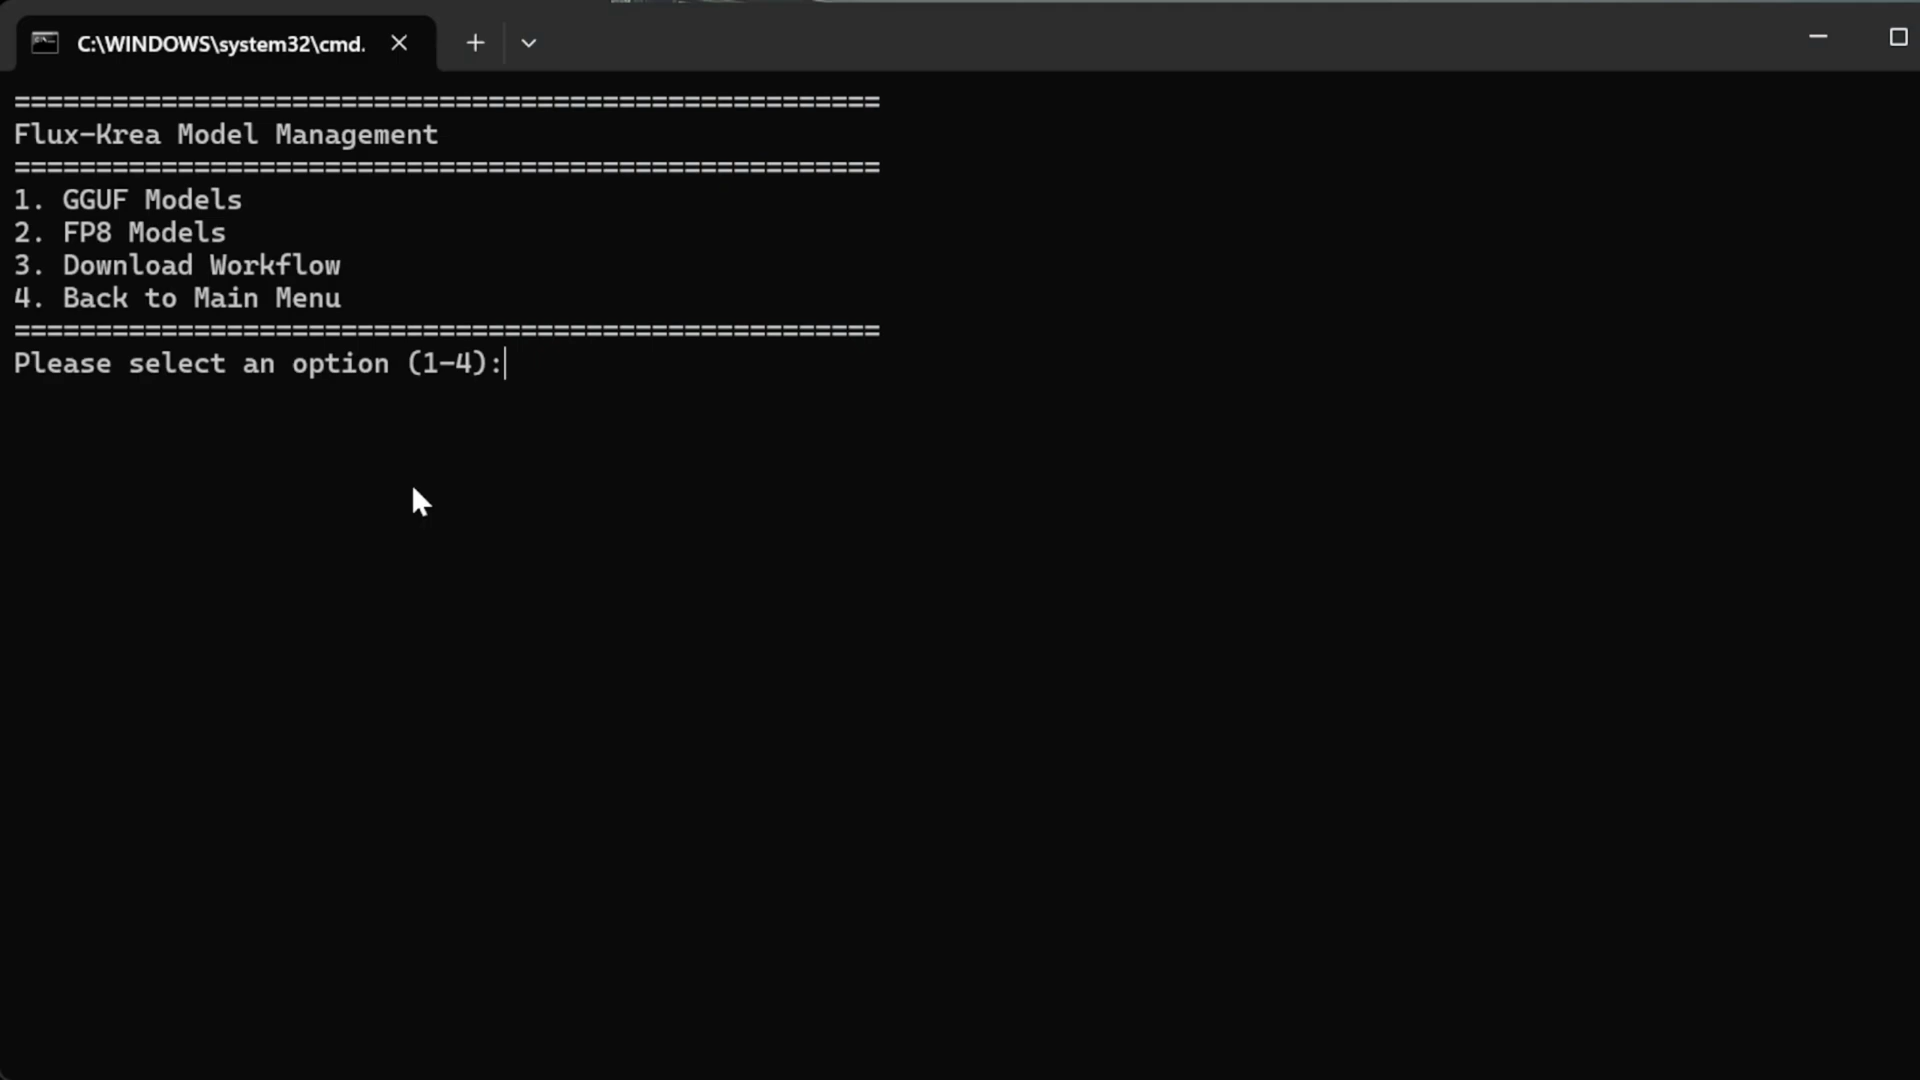 C:\WINDOWS\system32\cmd.
=====================================================
Flux-Krea Model Management
=====================================================
1. GGUF Models
2. FP8 Models
3. Download Workflow
4. Back to Main Menu
=====================================================
Please select an option (1-4):